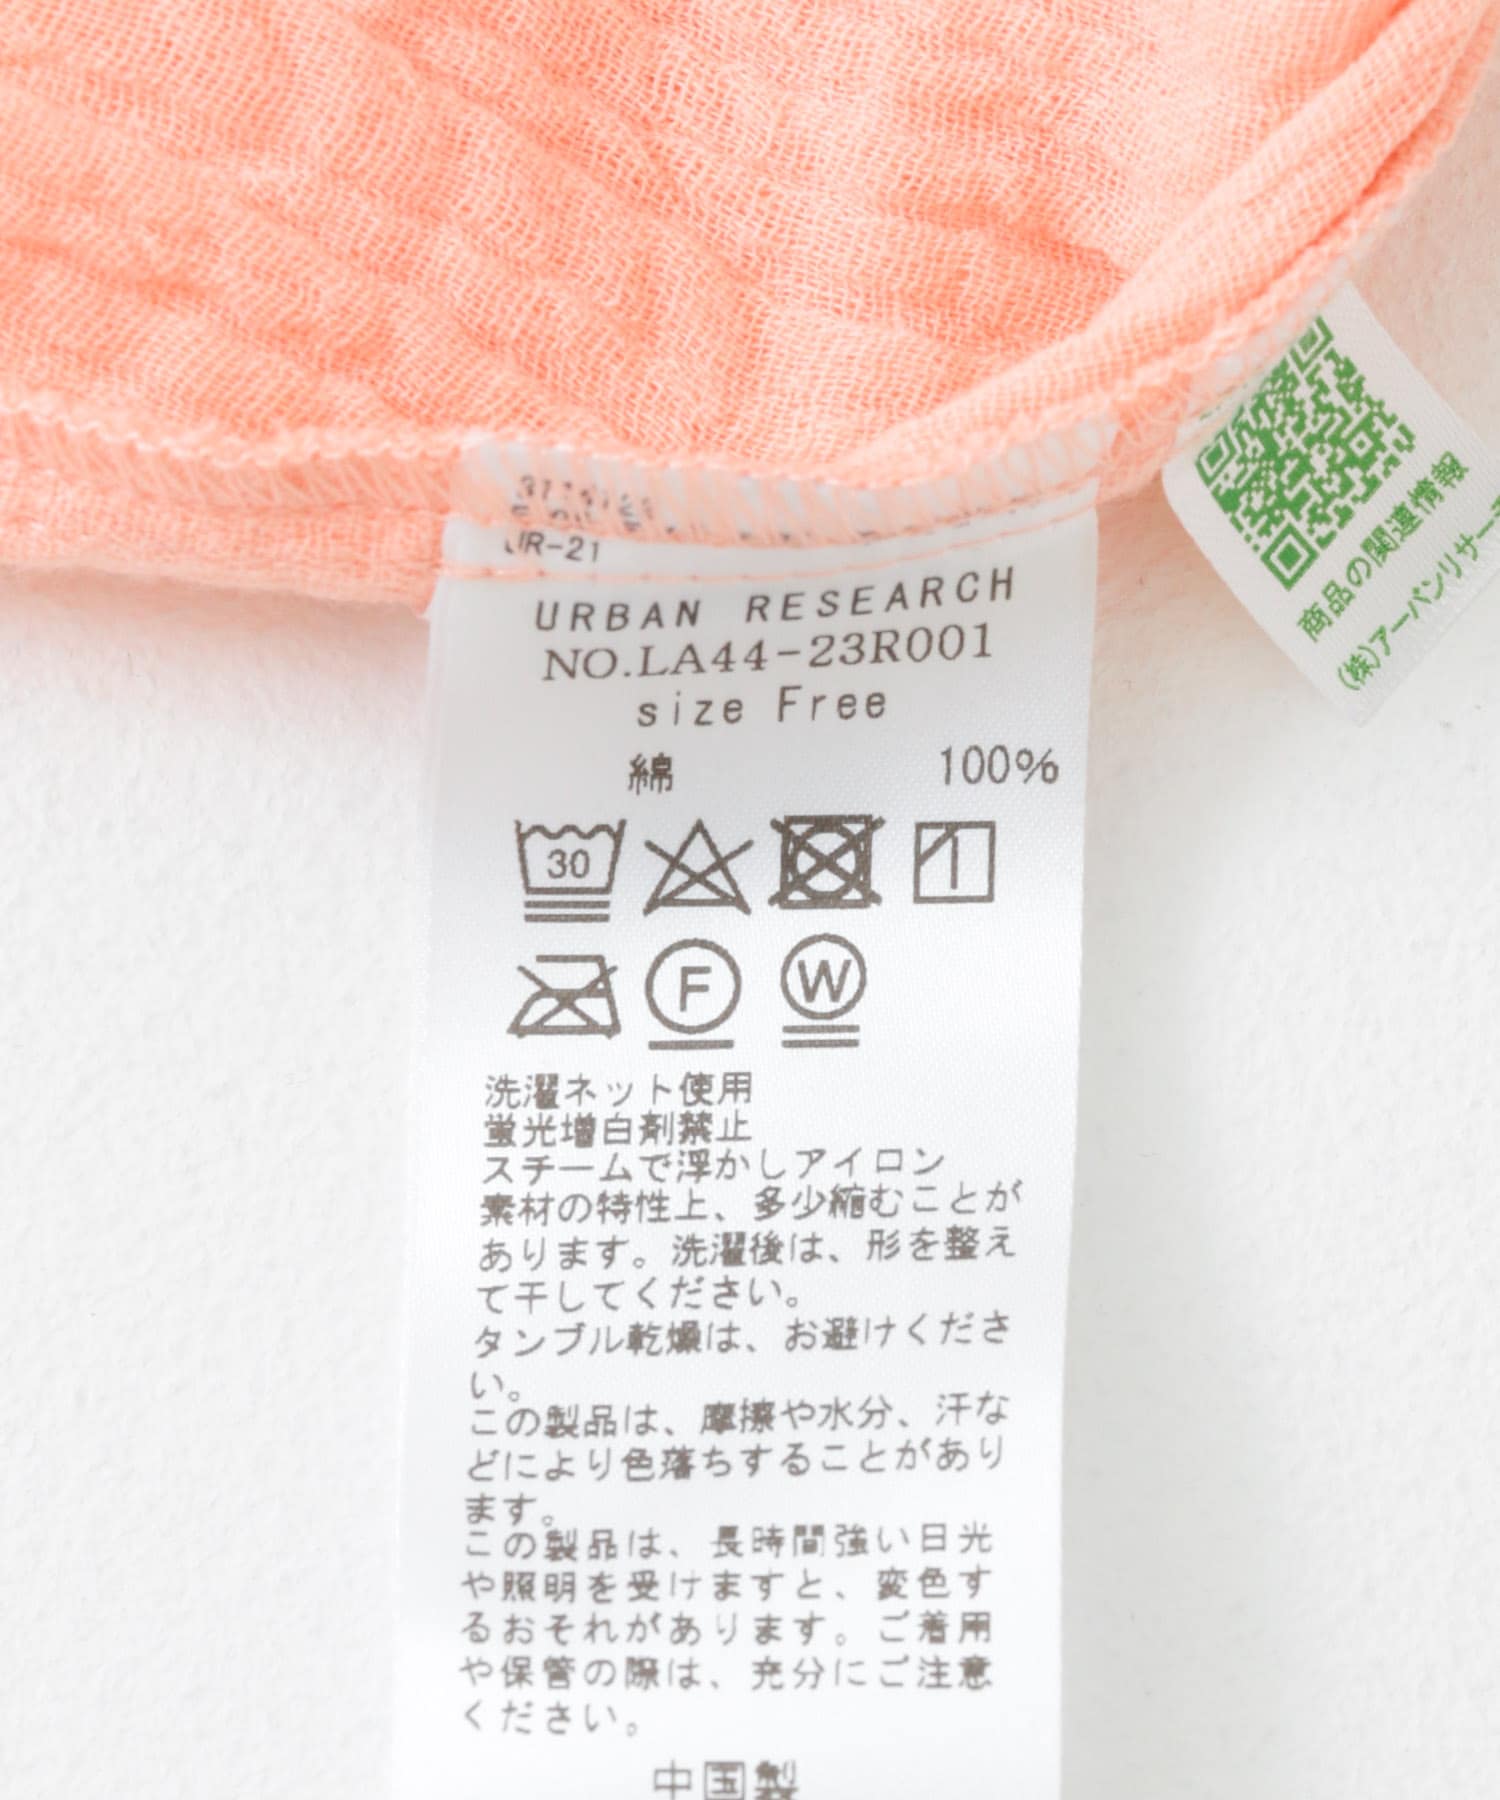 UR-21
URBAN RESEARCH
NO.LA44-23R001
size Free
綿 100%
30
F
W
洗濯ネット使用
蛍光増白剤禁止
スチームで浮かしアイロン
素材の特性上、多少縮むことが
あります。洗濯後は、形を整え
て干してください。
タンブル乾燥は、お避けくださ
い。
この製品は、摩擦や水分、汗な
どにより色落ちすることがあり
ます。
この製品は、長時間強い日光
や照明を受けますと、変色す
るおそれがあります。ご着用
や保管の際は、充分にご注意
ください。
中国製
商品の関連情報
(株)アーバンリサー